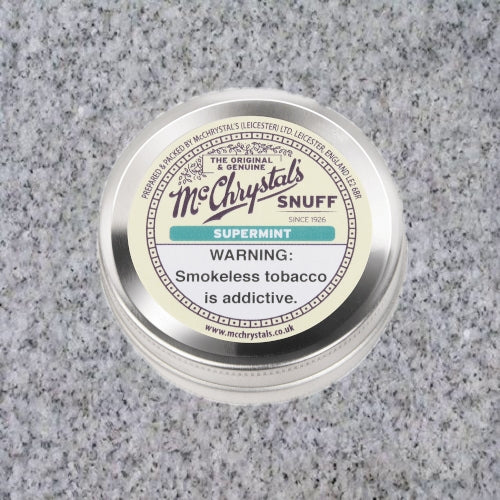 PREPARED & PACKED BY McCHRYSTAL'S (LEICESTER) LTD. LEICESTER, ENGLAND LE2 6BR
THE ORIGINAL
& GENUINE
McChrystal's
SNUFF
SINCE 1926
SUPERMINT
WARNING:
Smokeless tobacco
is addictive.
www.mcchrystals.co.uk